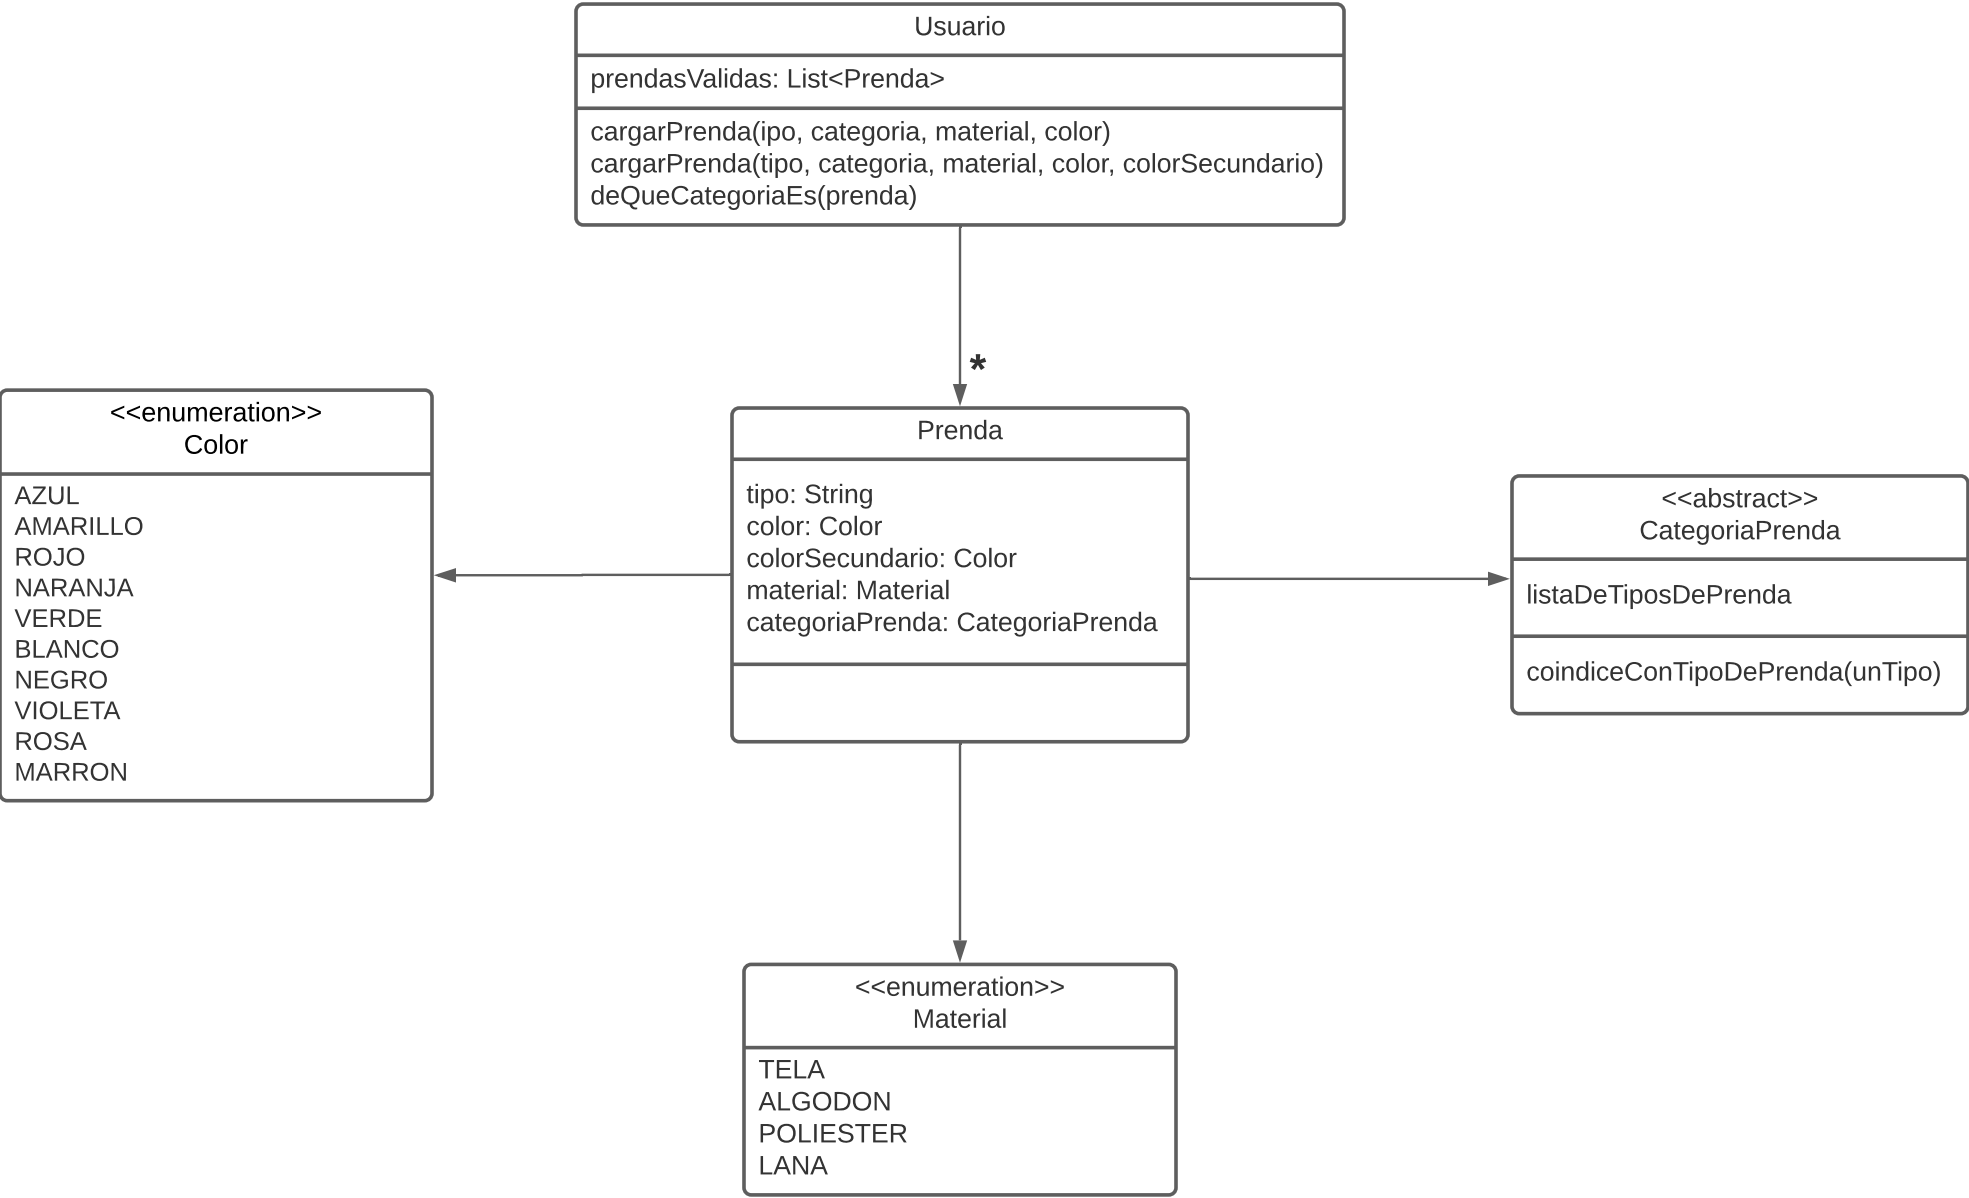 Usuario
prendasValidas: List<Prenda>
cargarPrenda(ipo, categoria, material, color)
cargarPrenda(tipo, categoria, material, color, colorSecundario)
deQueCategoriaEs(prenda)
*
<<enumeration>>
Color
AZUL
AMARILLO
ROJO
NARANJA
VERDE
BLANCO
NEGRO
VIOLETA
ROSA
MARRON
Prenda
tipo: String
color: Color
colorSecundario: Color
material: Material
categoriaPrenda: CategoriaPrenda
<<abstract>>
CategoriaPrenda
listaDeTiposDePrenda
coindiceConTipoDePrenda(unTipo)
<<enumeration>>
Material
TELA
ALGODON
POLIESTER
LANA